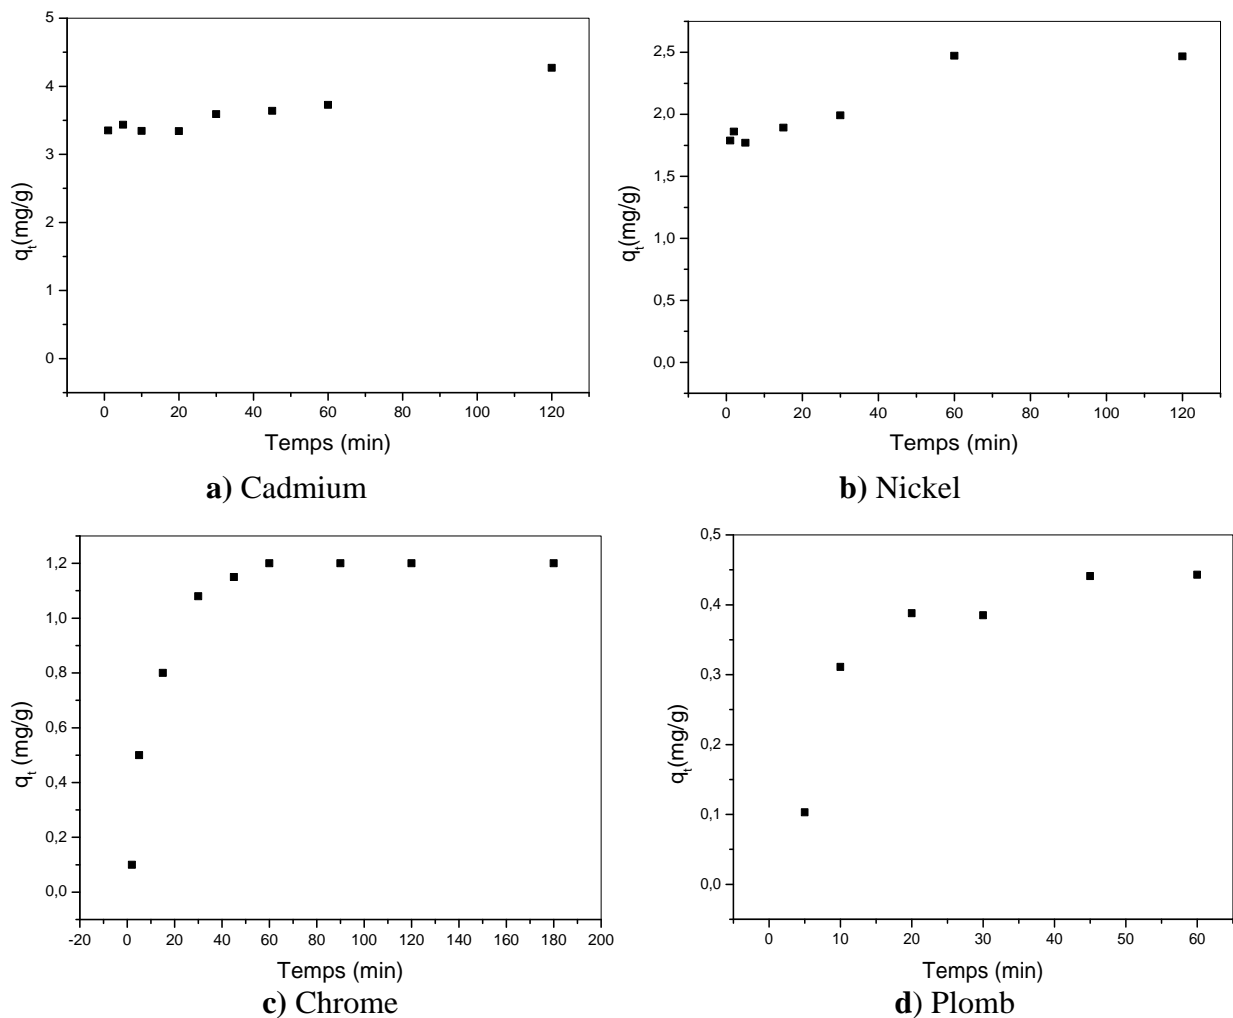 5
4
3
2
1
0
q_t(mg/g)
0 20 40 60 80 100 120
Temps (min)
a) Cadmium
2,5
2,0
1,5
1,0
0,5
0,0
q_t(mg/g)
0 20 40 60 80 100 120
Temps (min)
b) Nickel
1,2
1,0
0,8
0,6
0,4
0,2
0,0
q_t (mg/g)
-20 0 20 40 60 80 100 120 140 160 180 200
Temps (min)
c) Chrome
0,5
0,4
0,3
0,2
0,1
0,0
q_t(mg/g)
0 10 20 30 40 50 60
Temps (min)
d) Plomb